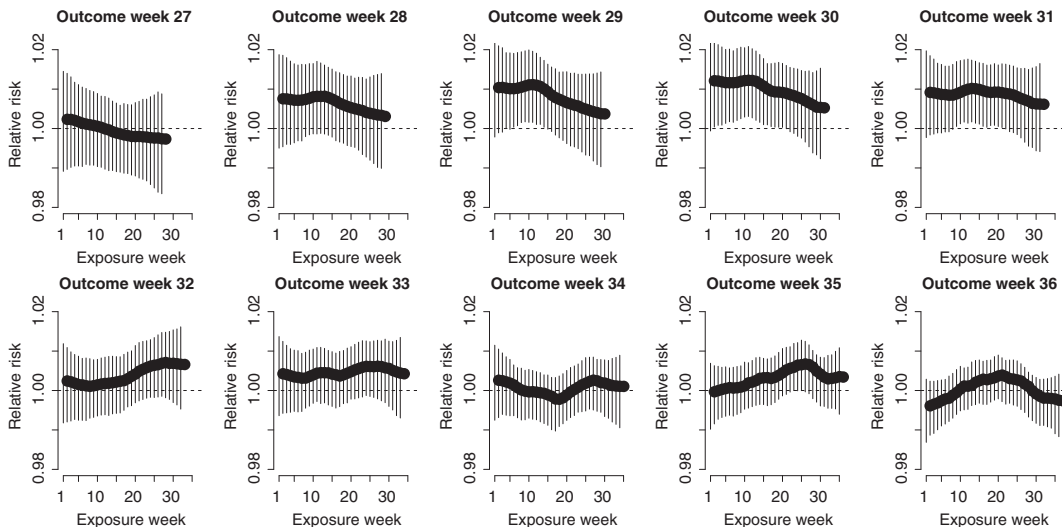 Outcome week 27
Relative risk
0.98 1.00 1.02
1 10 20 30
Exposure week
Outcome week 28
Relative risk
0.98 1.00 1.02
1 10 20 30
Exposure week
Outcome week 29
Relative risk
0.98 1.00 1.02
1 10 20 30
Exposure week
Outcome week 30
Relative risk
0.98 1.00 1.02
1 10 20 30
Exposure week
Outcome week 31
Relative risk
0.98 1.00 1.02
1 10 20 30
Exposure week
Outcome week 32
Relative risk
0.98 1.00 1.02
1 10 20 30
Exposure week
Outcome week 33
Relative risk
0.98 1.00 1.02
1 10 20 30
Exposure week
Outcome week 34
Relative risk
0.98 1.00 1.02
1 10 20 30
Exposure week
Outcome week 35
Relative risk
0.98 1.00 1.02
1 10 20 30
Exposure week
Outcome week 36
Relative risk
0.98 1.00 1.02
1 10 20 30
Exposure week